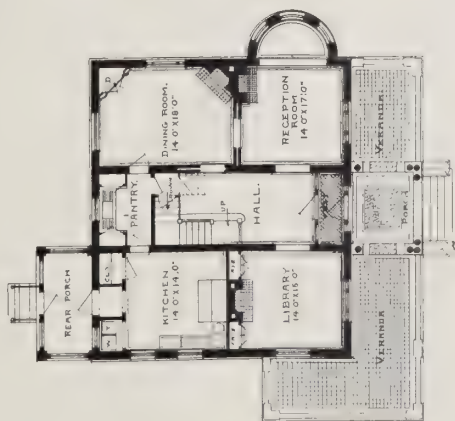 DINING ROOM.
14'.0"X18'.0"
RECEPTION
ROOM
14'.0"X17'.0"
VERANDA
PANTRY.
UP
HALL.
REAR PORCH
CLO.
KITCHEN
14'.0"X14'.0"
LIBRARY
14'.0"X15'.0"
VERANDA